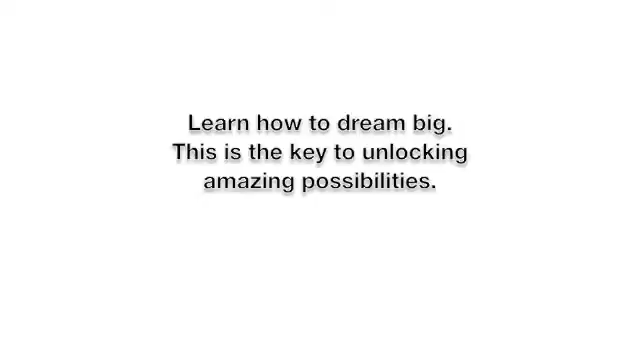 Learn how to dream big.
This is the key to unlocking
amazing possibilities.